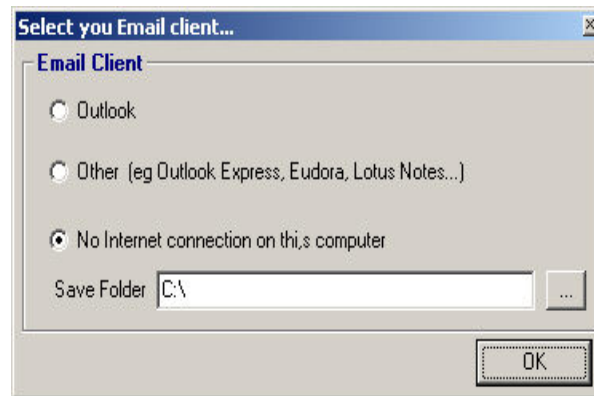 Select you Email client...
Email Client
Outlook
Other (eg Outlook Express, Eudora, Lotus Notes...)
No Internet connection on thi,s computer
Save Folder C:\ ...
OK